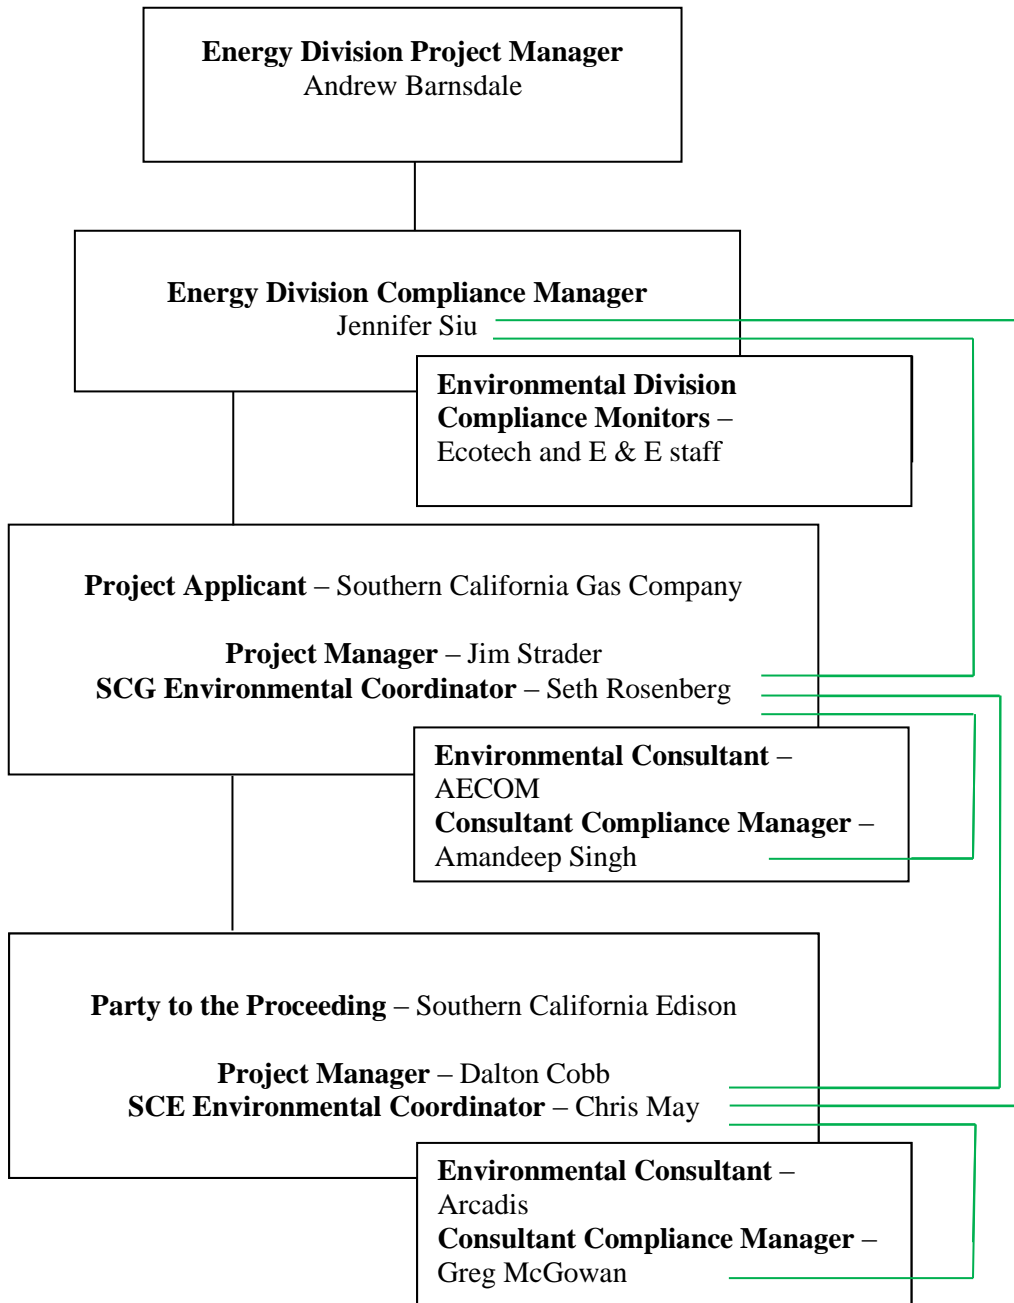 Energy Division Project Manager
Andrew Barnsdale
Energy Division Compliance Manager
Jennifer Siu
Environmental Division
Compliance Monitors –
Ecotech and E & E staff
Project Applicant – Southern California Gas Company
Project Manager – Jim Strader
SCG Environmental Coordinator – Seth Rosenberg
Environmental Consultant –
AECOM
Consultant Compliance Manager –
Amandeep Singh
Party to the Proceeding – Southern California Edison
Project Manager – Dalton Cobb
SCE Environmental Coordinator – Chris May
Environmental Consultant –
Arcadis
Consultant Compliance Manager –
Greg McGowan